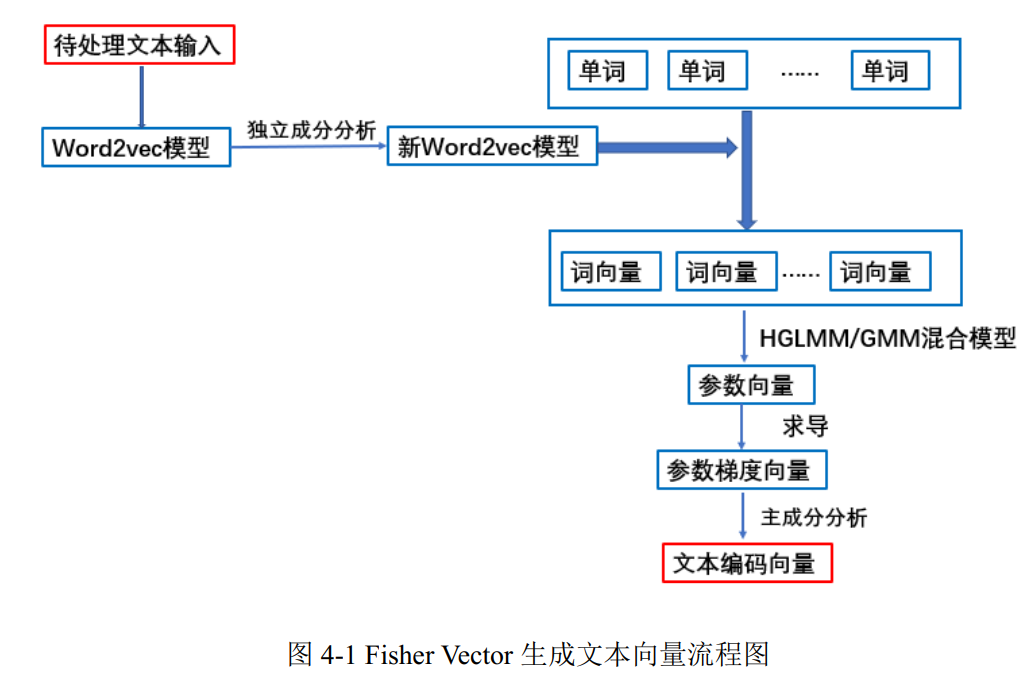 待处理文本输入
Word2vec模型
独立成分分析
新Word2vec模型
单词 单词 ...... 单词
词向量 词向量 ...... 词向量
HGLMM/GMM混合模型
参数向量
求导
参数梯度向量
主成分分析
文本编码向量
图 4-1 Fisher Vector 生成文本向量流程图